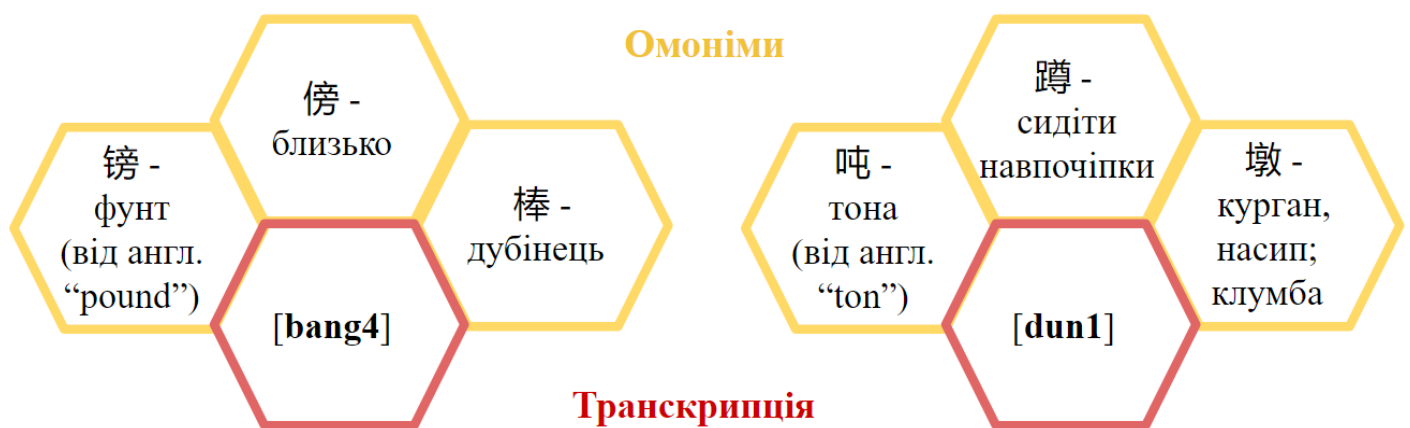 Омоніми
镑 -
фунт
(від англ.
“pound”)
傍 -
близько
棒 -
дубінець
[bang4]
吨 -
тона
(від англ.
“ton”)
蹲 -
сидіти
навпочіпки
墩 -
курган,
насип;
клумба
[dun1]
Транскрипція